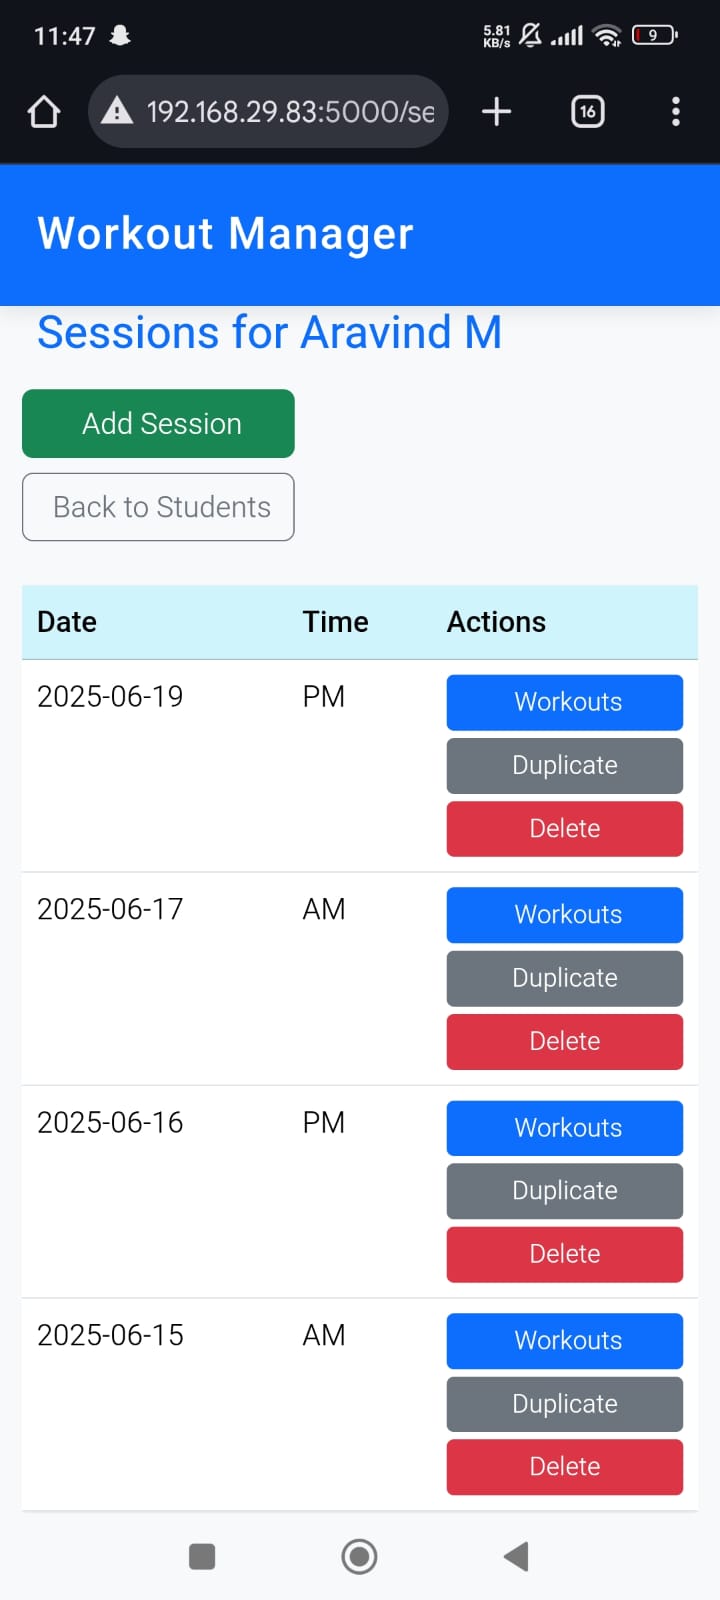 11:47 5.81 KB/s 9
192.168.29.83:5000/se 16
Workout Manager
Sessions for Aravind M
Add Session
Back to Students
Date Time Actions
2025-06-19 PM Workouts
Duplicate
Delete
2025-06-17 AM Workouts
Duplicate
Delete
2025-06-16 PM Workouts
Duplicate
Delete
2025-06-15 AM Workouts
Duplicate
Delete